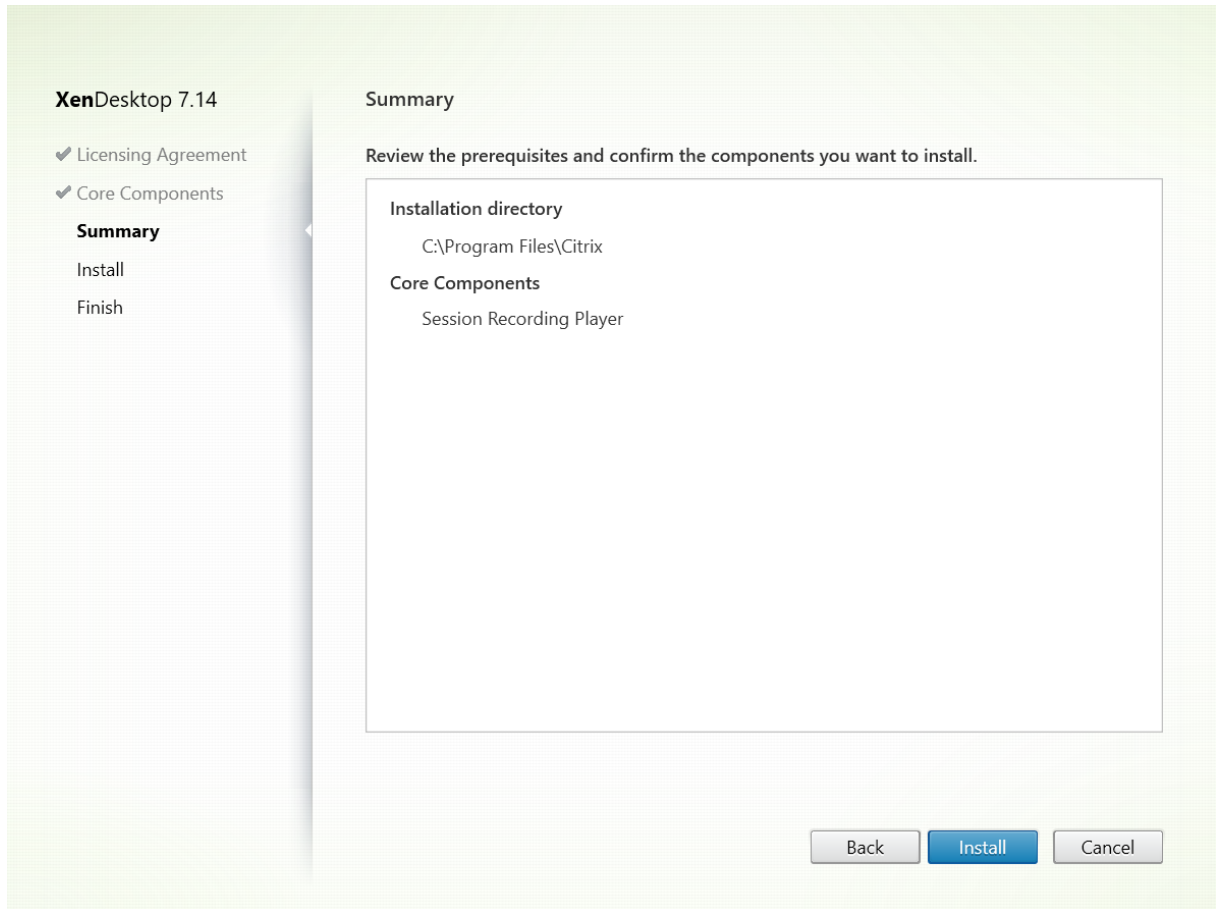 XenDesktop 7.14
Licensing Agreement
Core Components
Summary
Install
Finish
Summary
Review the prerequisites and confirm the components you want to install.
Installation directory
C:\Program Files\Citrix
Core Components
Session Recording Player
Back
Install
Cancel